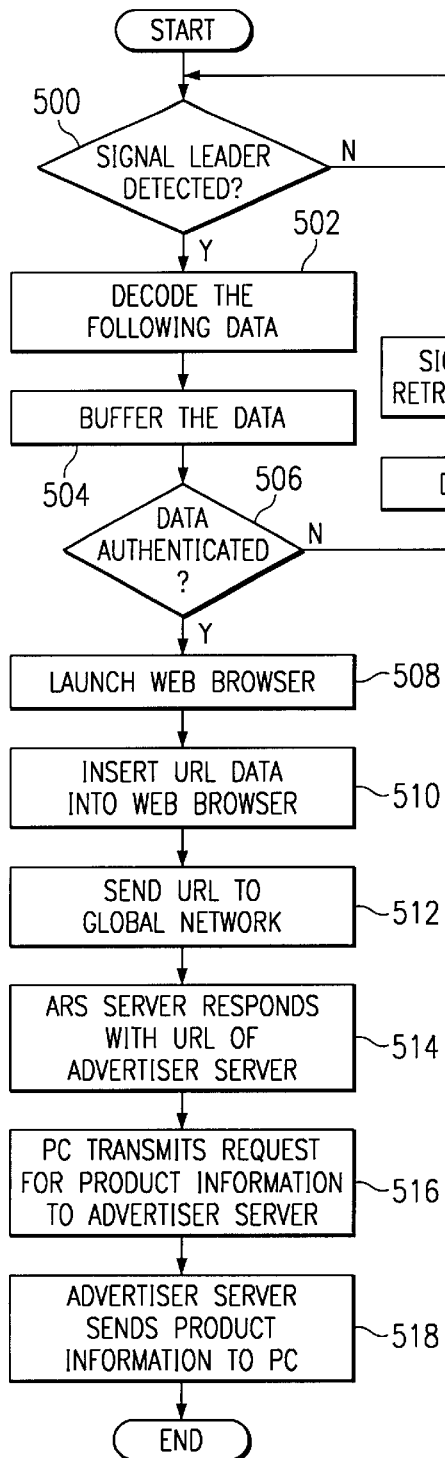 START
500
SIGNAL LEADER
DETECTED?
N
Y
502
DECODE THE
FOLLOWING DATA
BUFFER THE DATA
504
506
DATA
AUTHENTICATED
?
N
Y
LAUNCH WEB BROWSER
508
INSERT URL DATA
INTO WEB BROWSER
510
SEND URL TO
GLOBAL NETWORK
512
ARS SERVER RESPONDS
WITH URL OF
ADVERTISER SERVER
514
PC TRANSMITS REQUEST
FOR PRODUCT INFORMATION
TO ADVERTISER SERVER
516
ADVERTISER SERVER
SENDS PRODUCT
INFORMATION TO PC
518
END